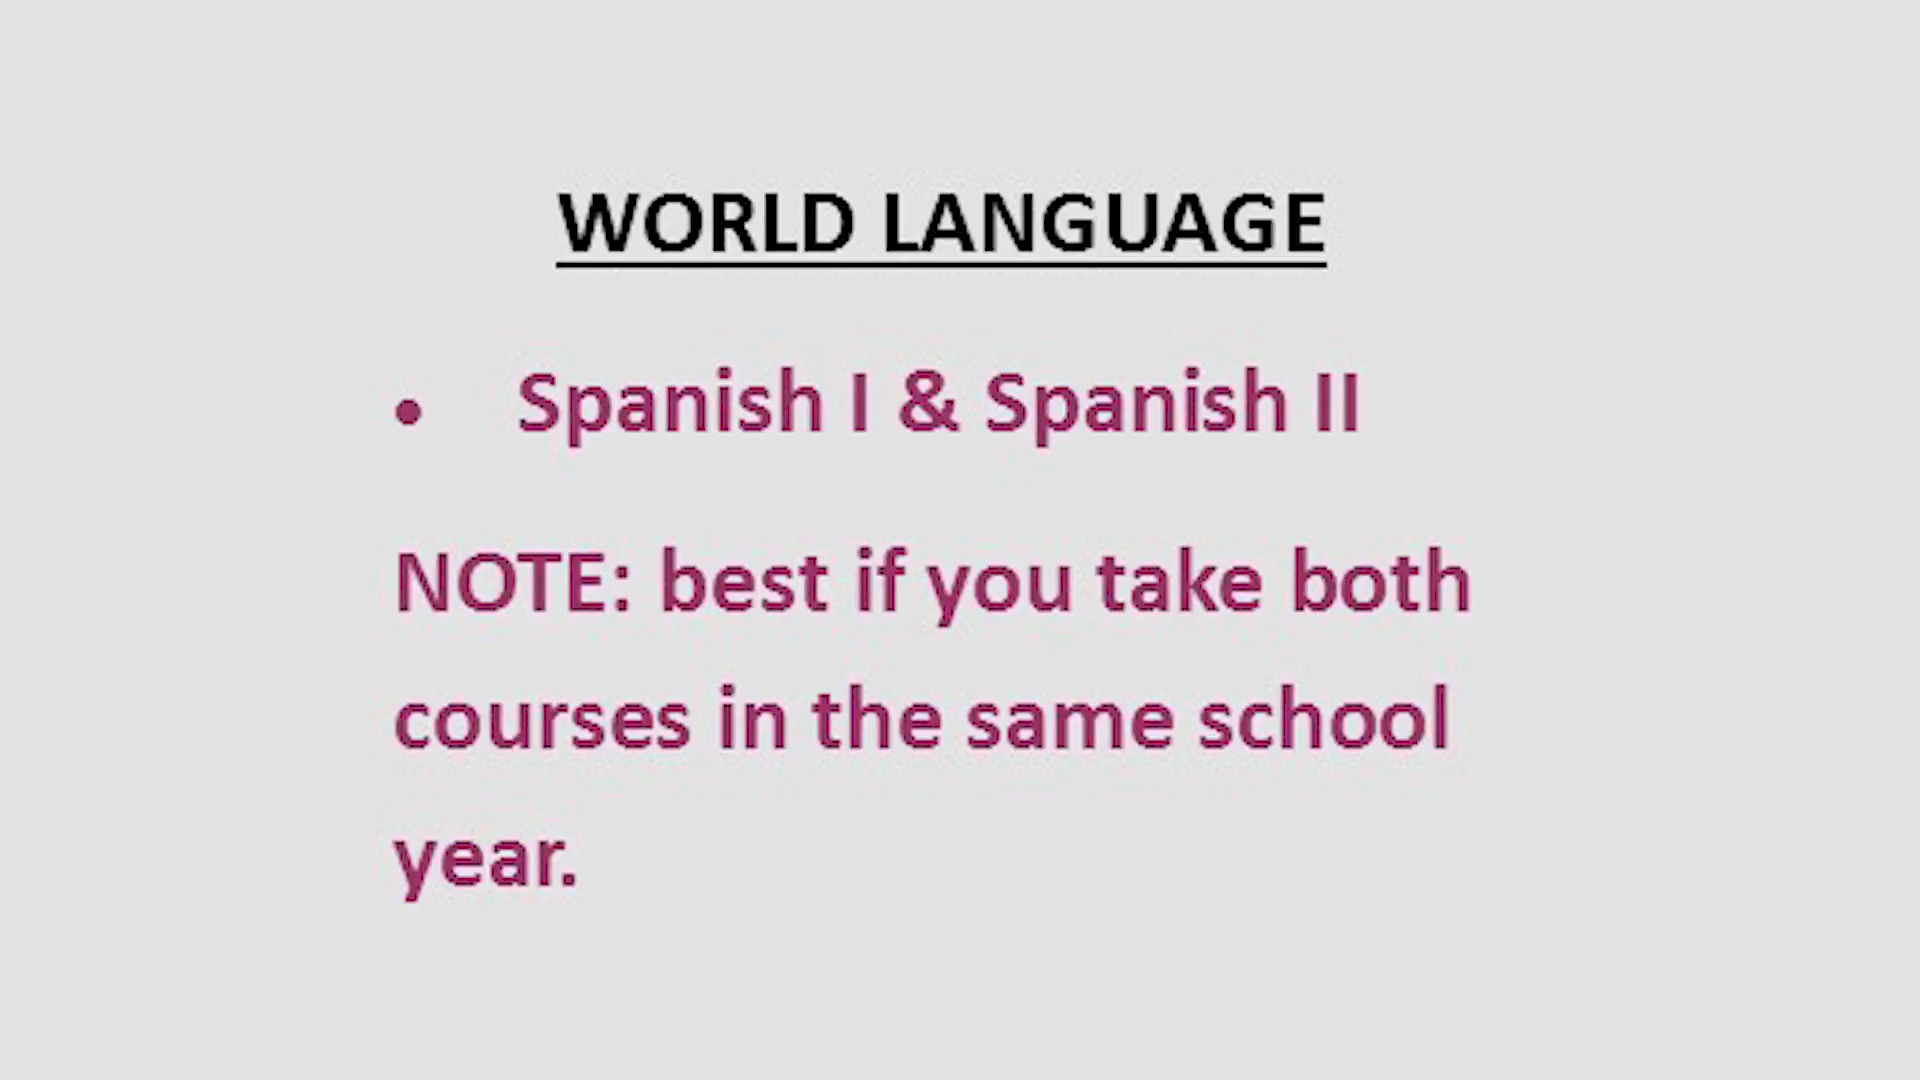 WORLD LANGUAGE
• Spanish I & Spanish II
NOTE: best if you take both
courses in the same school
year.